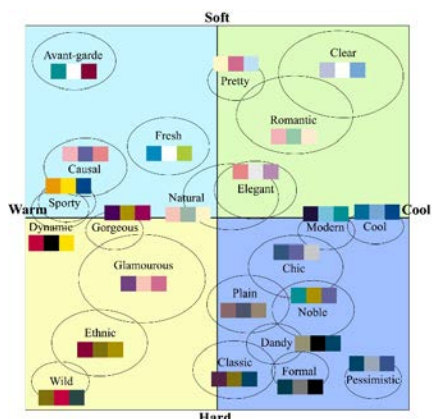 Soft
Avant-garde
Clear
Pretty
Romantic
Fresh
Causal
Elegant
Sporty
Natural
Warm
Cool
Dynamic
Gorgeous
Modern
Cool
Chic
Glamourous
Plain
Noble
Ethnic
Dandy
Classic
Formal
Wild
Pessimistic
Hard